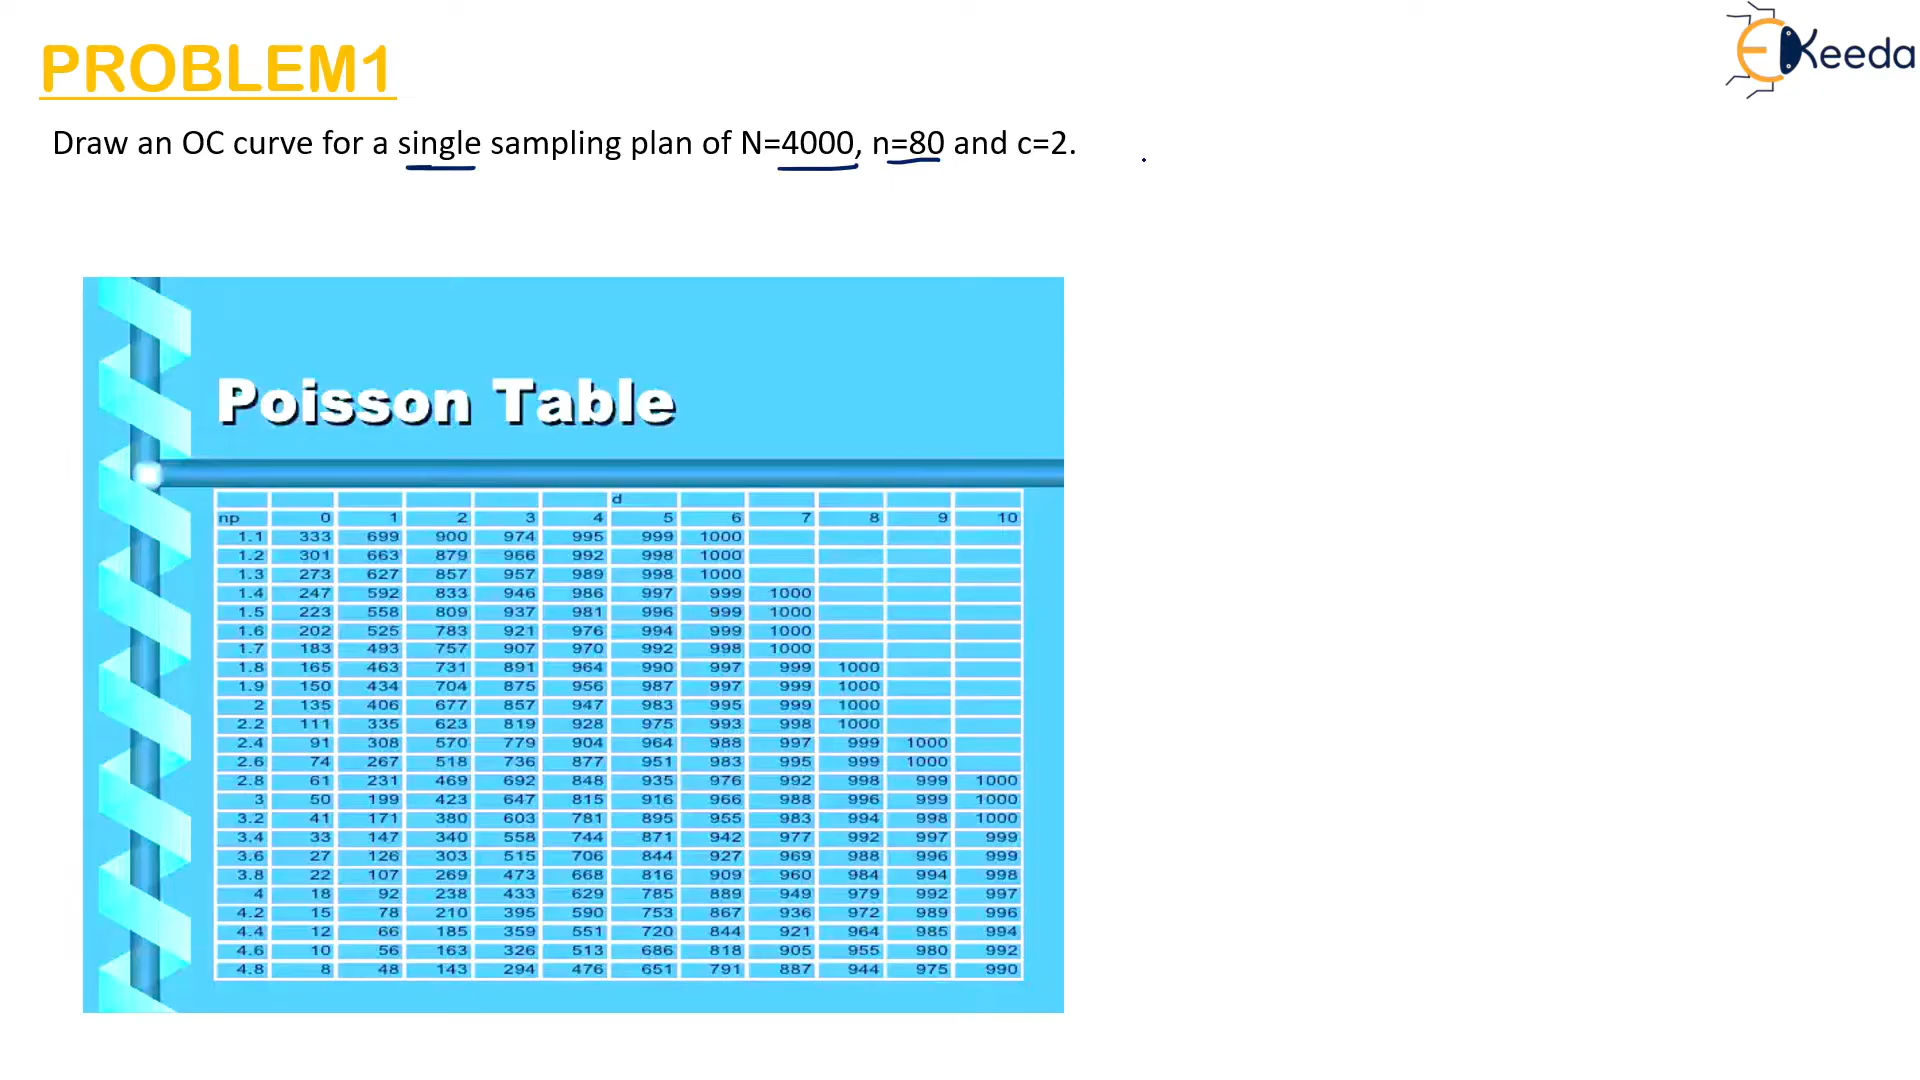 PROBLEM1
EKeeda
Draw an OC curve for a single sampling plan of N=4000, n=80 and c=2.
Poisson Table
d
np 0 1 2 3 4 5 6 7 8 9 10
1.1 333 699 900 974 995 999 1000
1.2 301 663 879 966 992 998 1000
1.3 273 627 857 957 989 998 1000
1.4 247 592 833 946 986 997 999 1000
1.5 223 558 809 937 981 996 999 1000
1.6 202 525 783 921 976 994 999 1000
1.7 183 493 757 907 970 992 998 1000
1.8 165 463 731 891 964 990 997 999 1000
1.9 150 434 704 875 956 987 997 999 1000
2 135 406 677 857 947 983 995 999 1000
2.2 111 335 623 819 928 975 993 998 1000
2.4 91 308 570 779 904 964 988 997 999 1000
2.6 74 267 518 736 877 951 983 995 999 1000
2.8 61 231 469 692 848 935 976 992 998 999 1000
3 50 199 423 647 815 916 966 988 996 999 1000
3.2 41 171 380 603 781 895 955 983 994 998 1000
3.4 33 147 340 558 744 871 942 977 992 997 999
3.6 27 126 303 515 706 844 927 969 988 996 999
3.8 22 107 269 473 668 816 909 960 984 994 998
4 18 92 238 433 629 785 889 949 979 992 997
4.2 15 78 210 395 590 753 867 936 972 989 996
4.4 12 66 185 359 551 720 844 921 964 985 994
4.6 10 56 163 326 513 686 818 905 955 980 992
4.8 8 48 143 294 476 651 791 887 944 975 990